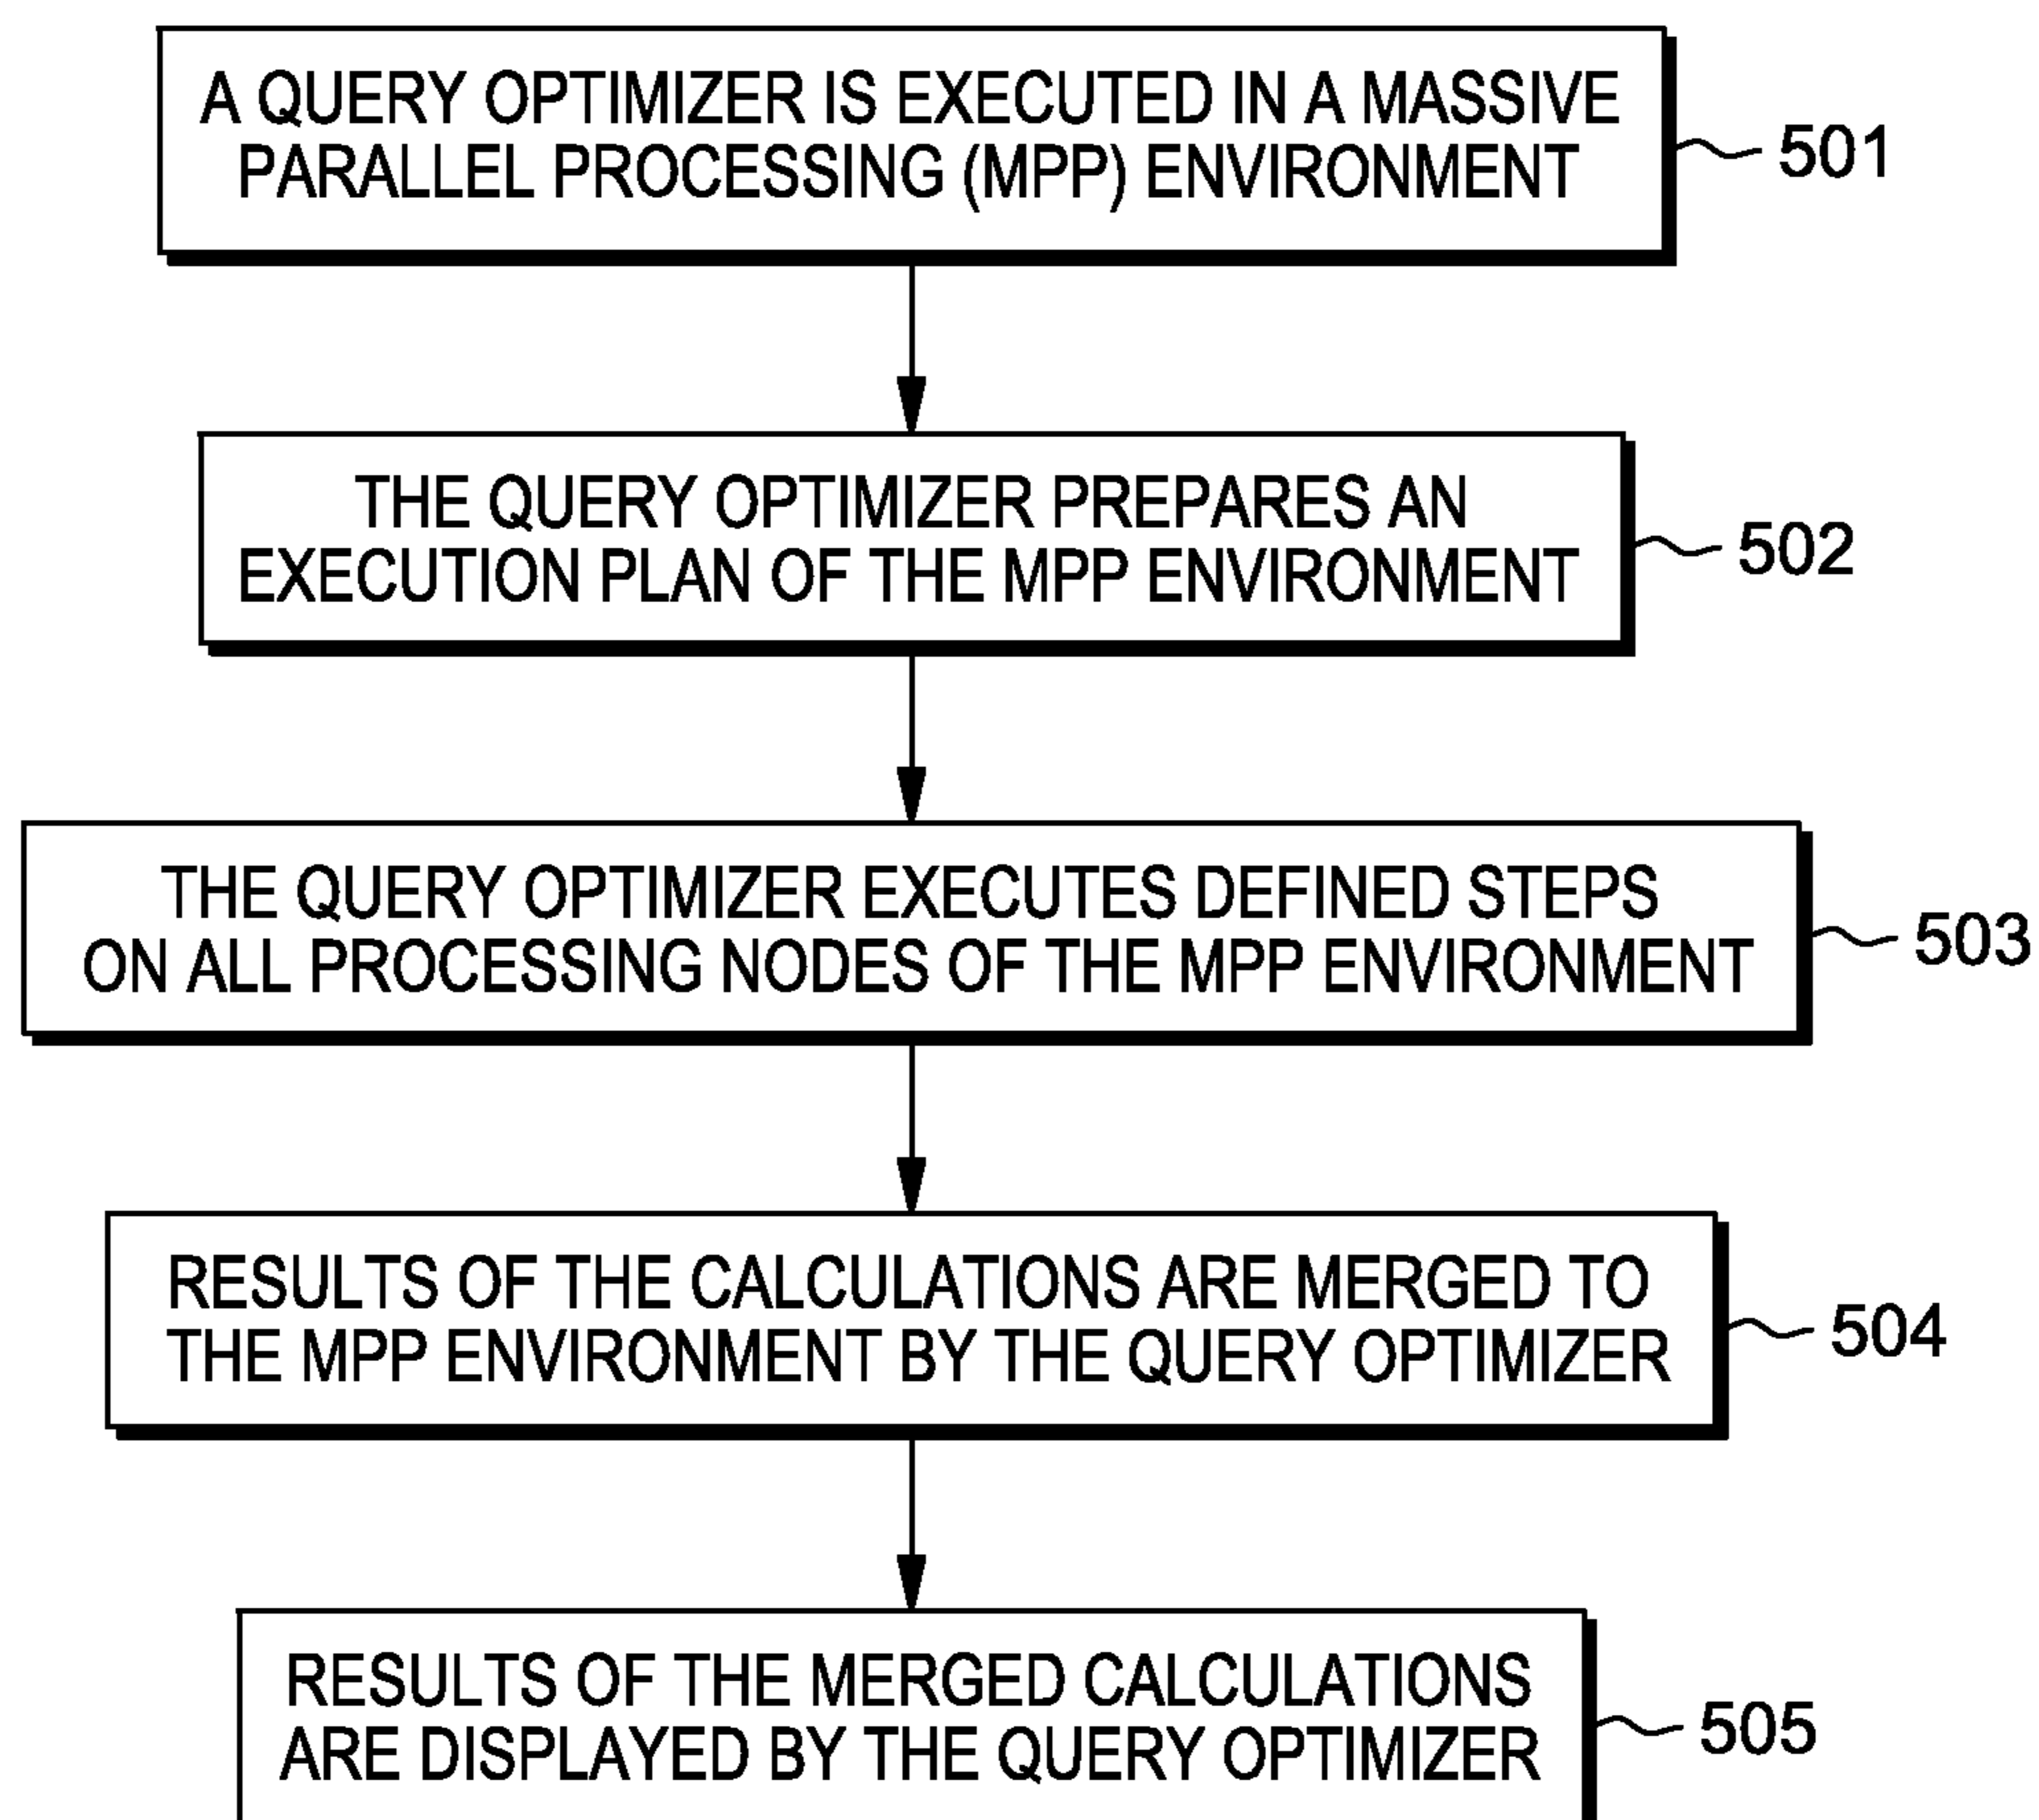 A QUERY OPTIMIZER IS EXECUTED IN A MASSIVE
PARALLEL PROCESSING (MPP) ENVIRONMENT
501
THE QUERY OPTIMIZER PREPARES AN
EXECUTION PLAN OF THE MPP ENVIRONMENT
502
THE QUERY OPTIMIZER EXECUTES DEFINED STEPS
ON ALL PROCESSING NODES OF THE MPP ENVIRONMENT
503
RESULTS OF THE CALCULATIONS ARE MERGED TO
THE MPP ENVIRONMENT BY THE QUERY OPTIMIZER
504
RESULTS OF THE MERGED CALCULATIONS
ARE DISPLAYED BY THE QUERY OPTIMIZER
505